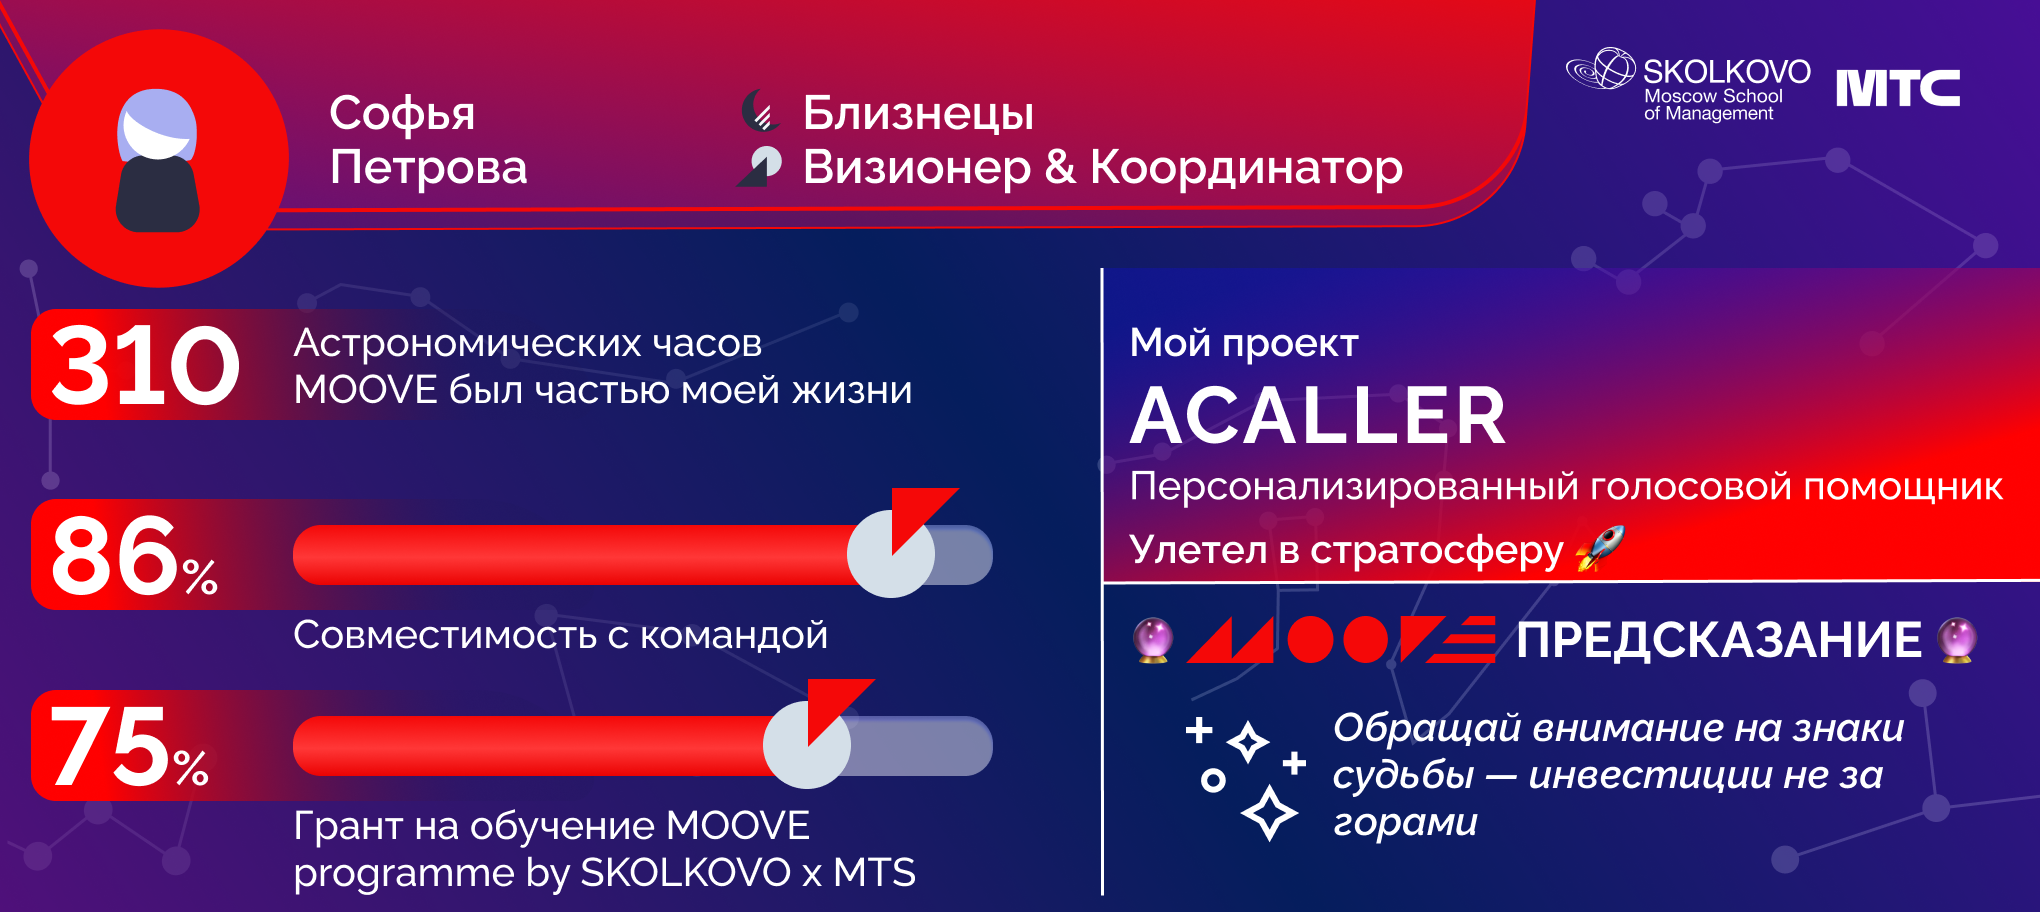 Софья
Петрова
Близнецы
Визионер & Координатор
SKOLKOVO
Moscow School
of Management
МТС
310
Астрономических часов
MOOVE был частью моей жизни
86%
Совместимость с командой
75%
Грант на обучение MOOVE
programme by SKOLKOVO x MTS
Мой проект
ACALLER
Персонализированный голосовой помощник
Улетел в стратосферу 🚀
🔮 MOOVE ПРЕДСКАЗАНИЕ 🔮
Обращай внимание на знаки
судьбы — инвестиции не за
горами